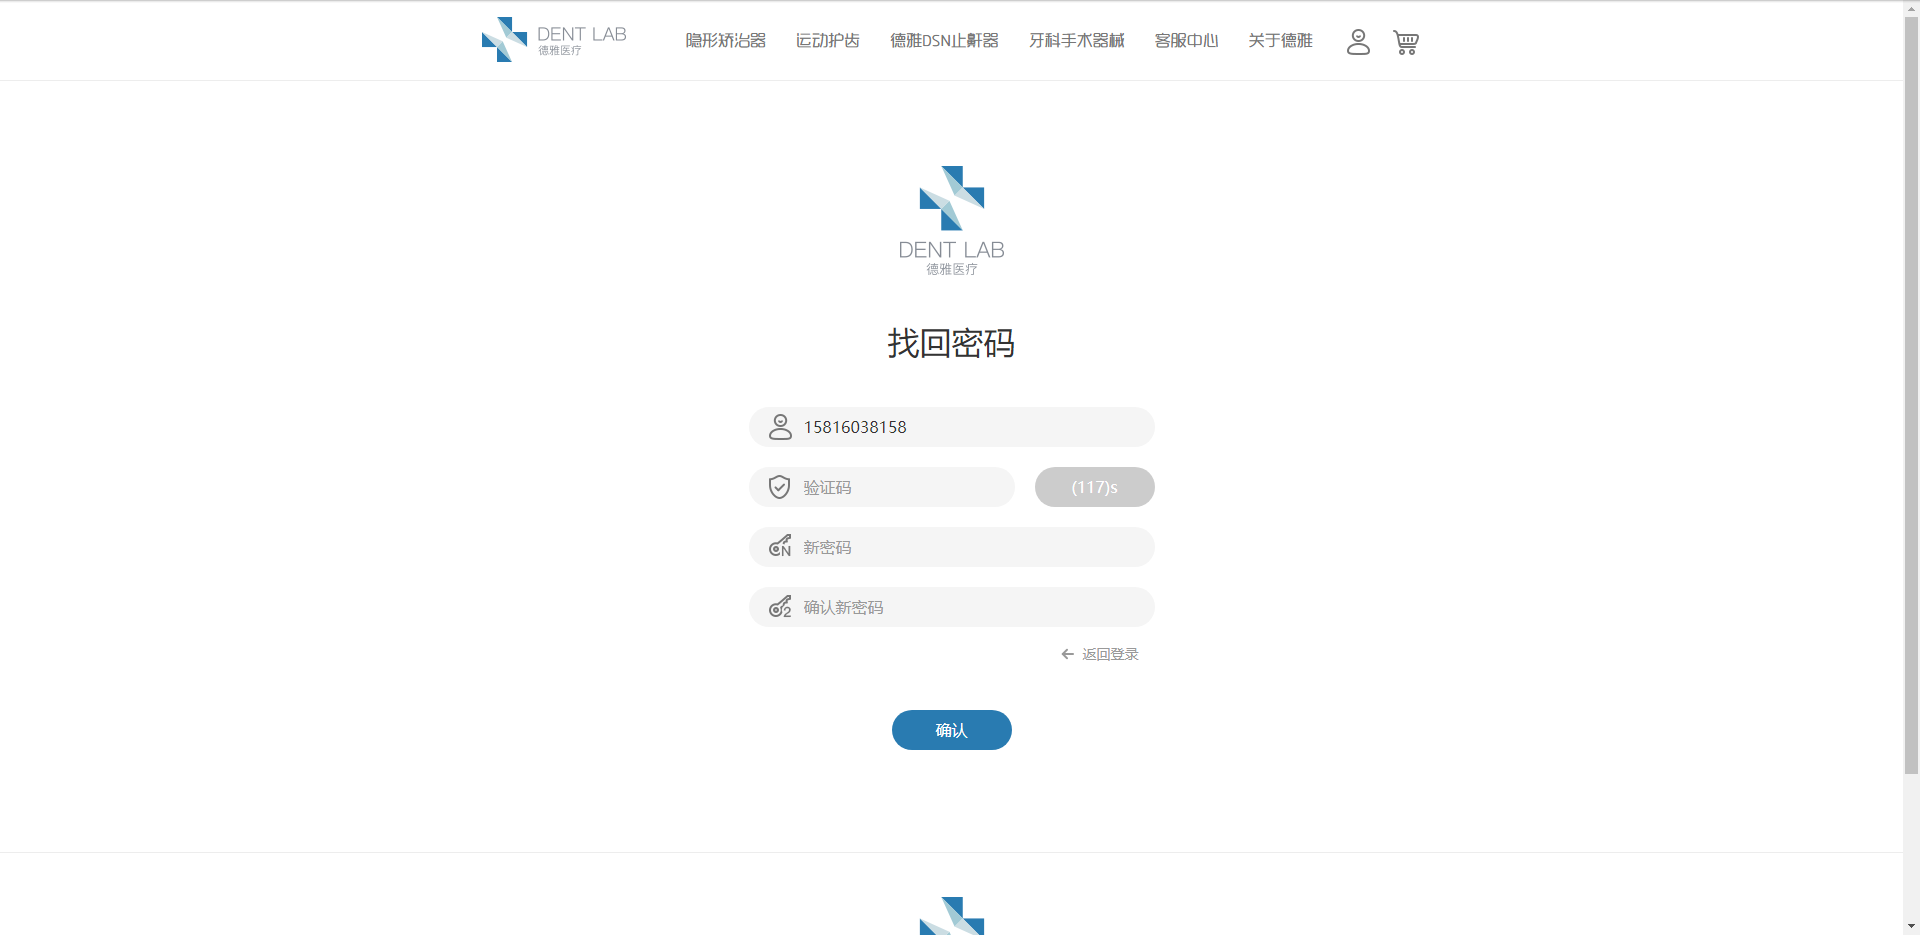 DENT LAB
德雅医疗
隐形矫治器 运动护齿 德雅DSN止鼾器 牙科手术器械 客服中心 关于德雅
DENT LAB
德雅医疗
找回密码
15816038158
验证码 (117)s
新密码
确认新密码
返回登录
确认